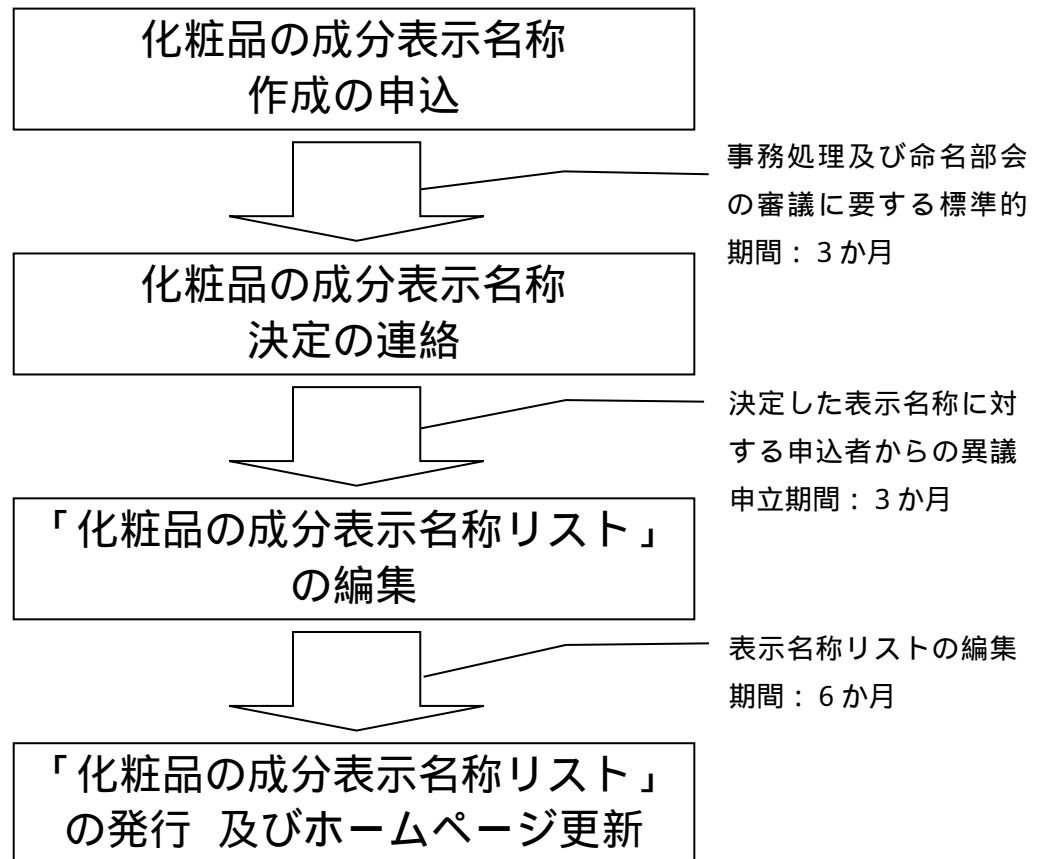 化粧品の成分表示名称
作成の申込
事務処理及び命名部会
の審議に要する標準的
期間：３か月
化粧品の成分表示名称
決定の連絡
決定した表示名称に対
する申込者からの異議
申立期間：３か月
「化粧品の成分表示名称リスト」
の編集
表示名称リストの編集
期間：６か月
「化粧品の成分表示名称リスト」
の発行 及びホームページ更新